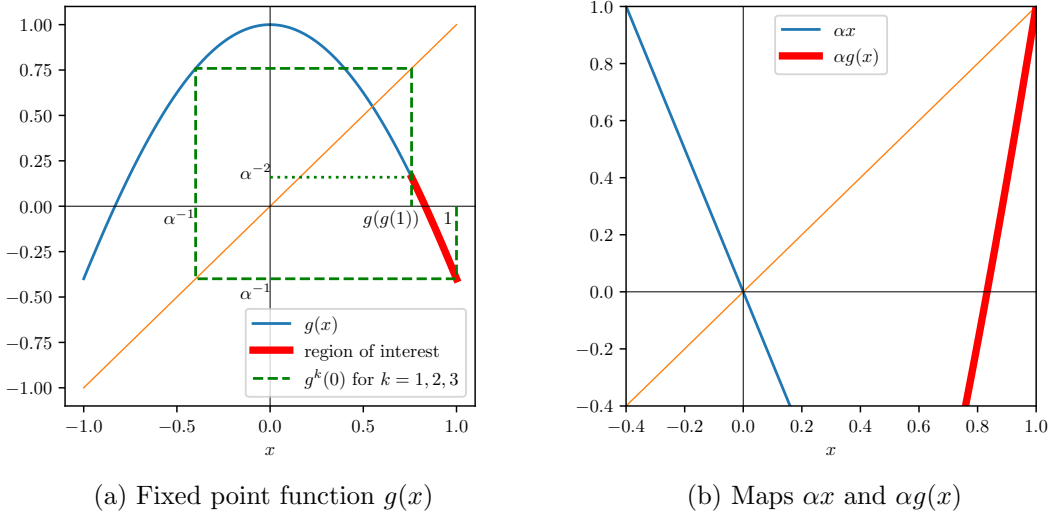 1.00
0.75
0.50
0.25
0.00
−0.25
−0.50
−0.75
−1.00
α⁻²
α⁻¹
g(g(1))
1
α⁻¹
g(x)
region of interest
gᵏ(0) for k = 1, 2, 3
−1.0 −0.5 0.0 0.5 1.0
x
(a) Fixed point function g(x)
1.0
0.8
0.6
0.4
0.2
0.0
−0.2
−0.4
αx
αg(x)
−0.4 −0.2 0.0 0.2 0.4 0.6 0.8 1.0
x
(b) Maps αx and αg(x)